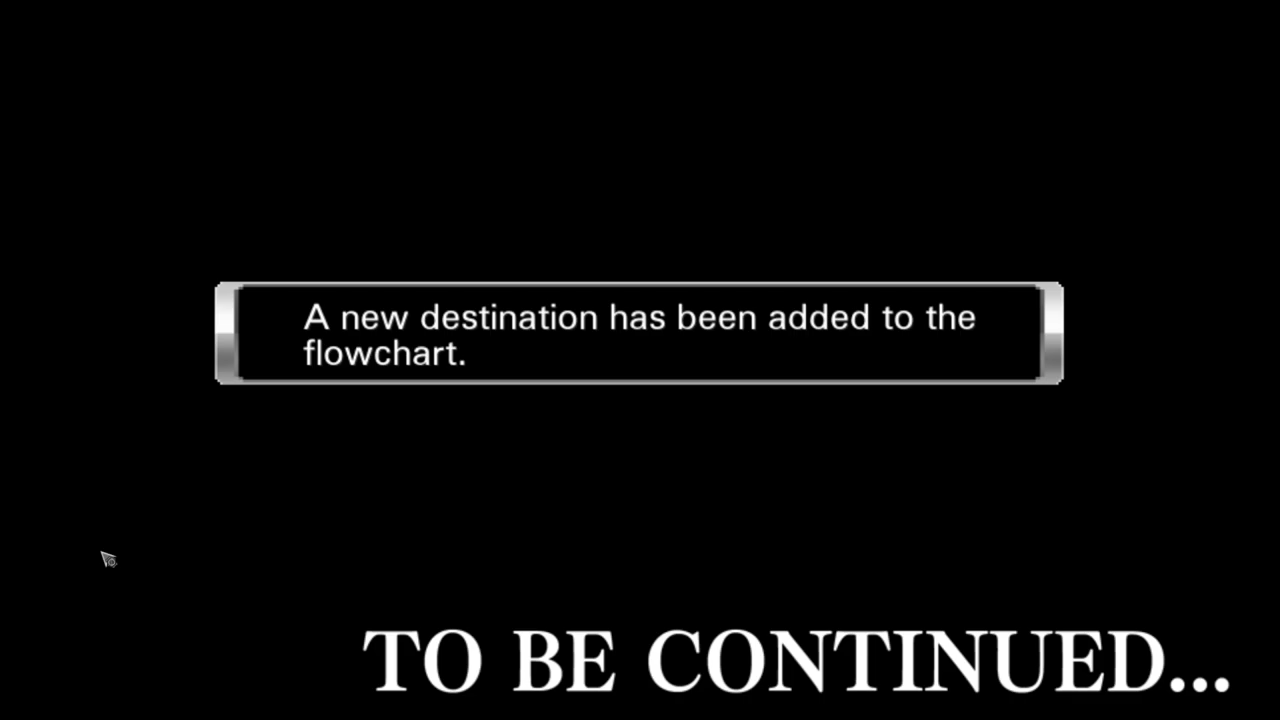 A new destination has been added to the
flowchart.
TO BE CONTINUED...